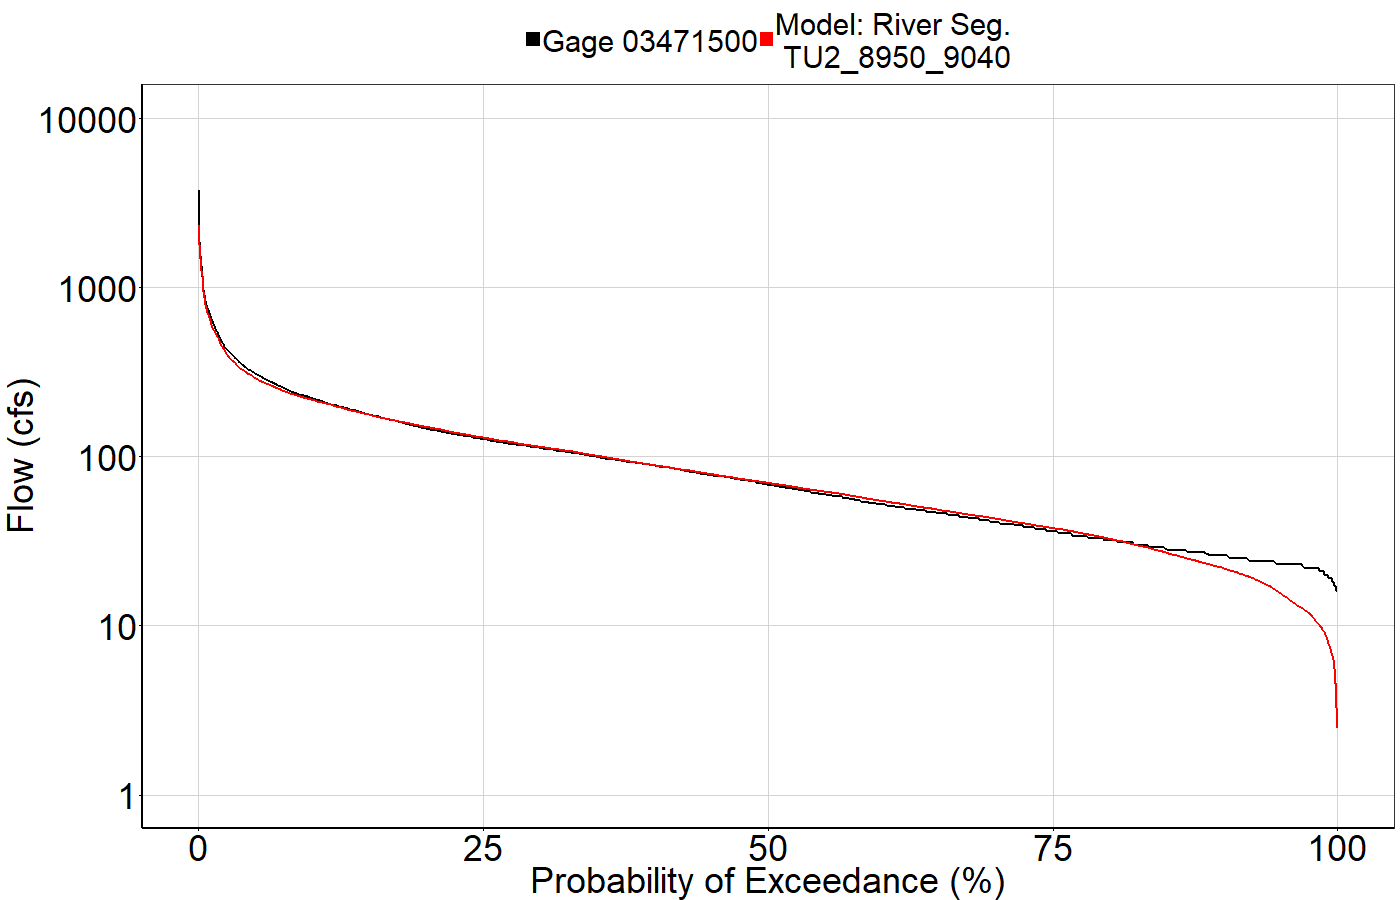 Gage 03471500
Model: River Seg.
TU2_8950_9040
10000
1000
100
10
1
Flow (cfs)
0 25 50 75 100
Probability of Exceedance (%)